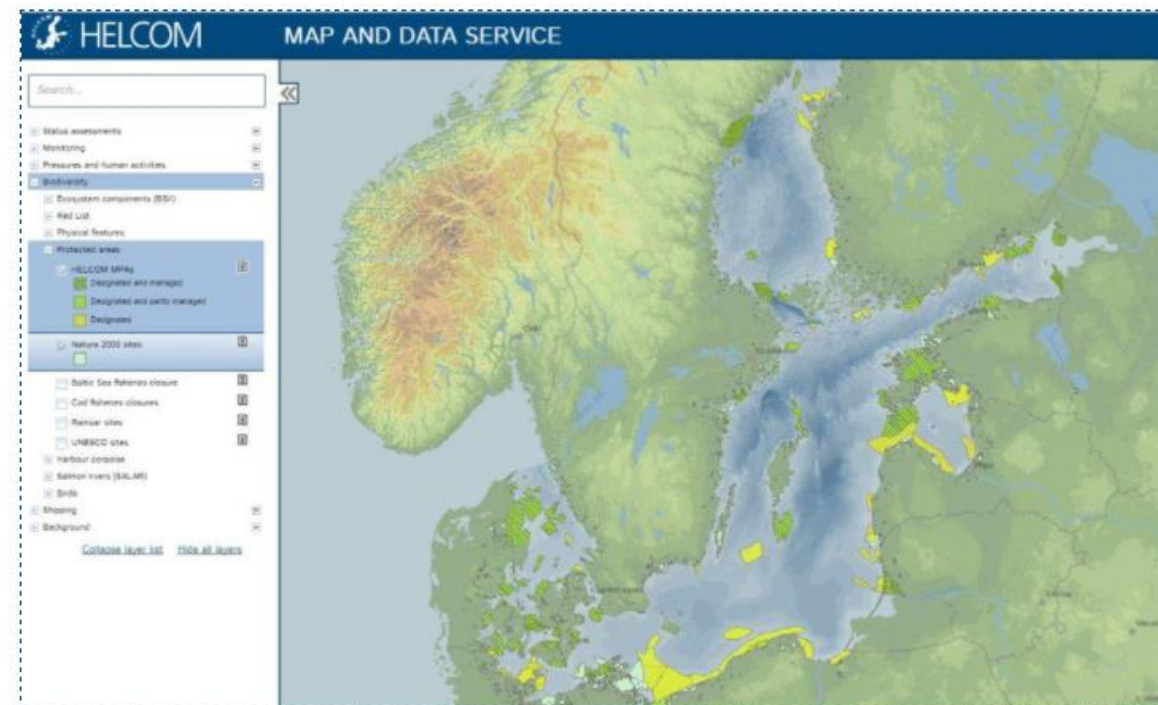 HELCOM
MAP AND DATA SERVICE
Search...
Status assessments
Monitoring
Pressures and human activities
Biodiversity
Ecosystem components (BSII)
Red List
Physical features
Protected areas
HELCOM MPAs
Designated and managed
Designated and partly managed
Designated
Natura 2000 sites
Baltic Sea fisheries closure
Cod fisheries closures
Ramsar sites
UNESCO sites
Harbour porpoise
Salmon rivers (SALAR)
Birds
Shipping
Background
Collapse layer list Hide all layers
Oslo